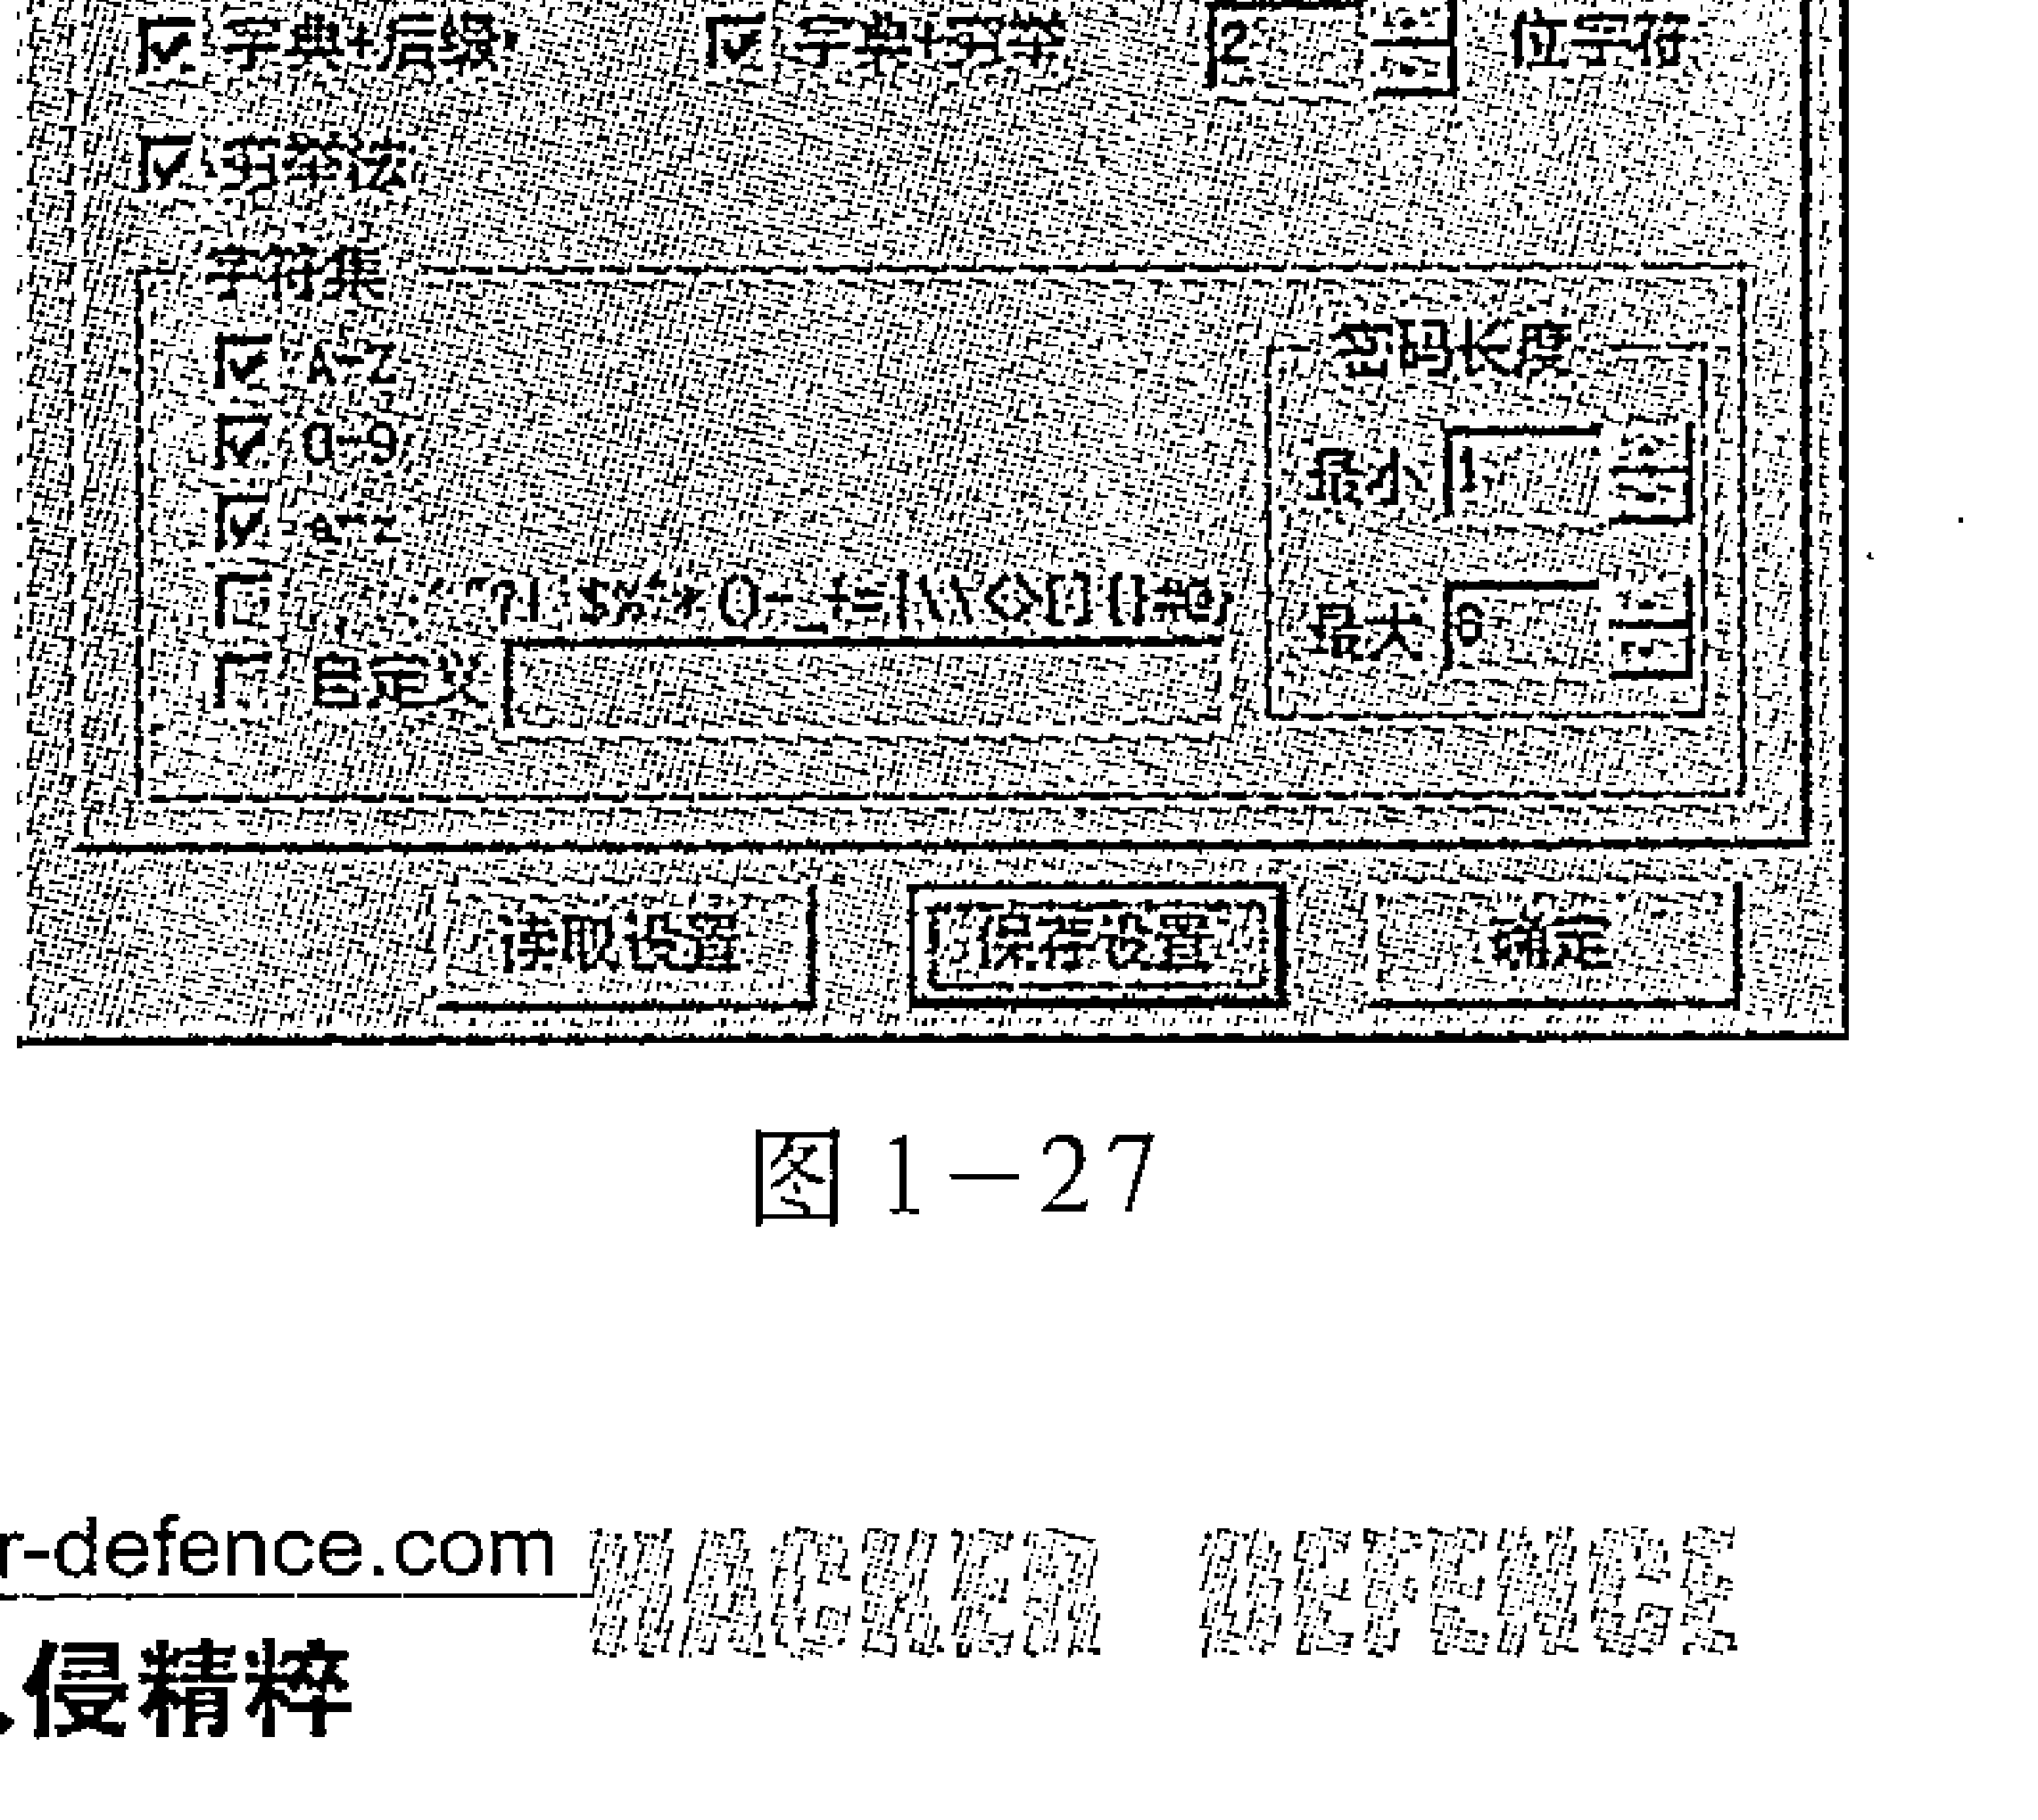 字典+后缀 字典+穷举 2 位字符
穷举法
字符集
A-Z
0-9
a-z
自定义
密码长度
最小 1
最大 6
读取设置 保存设置 确定
图1-27
r-defence.com
HACKER DEFENCE
侵精粹